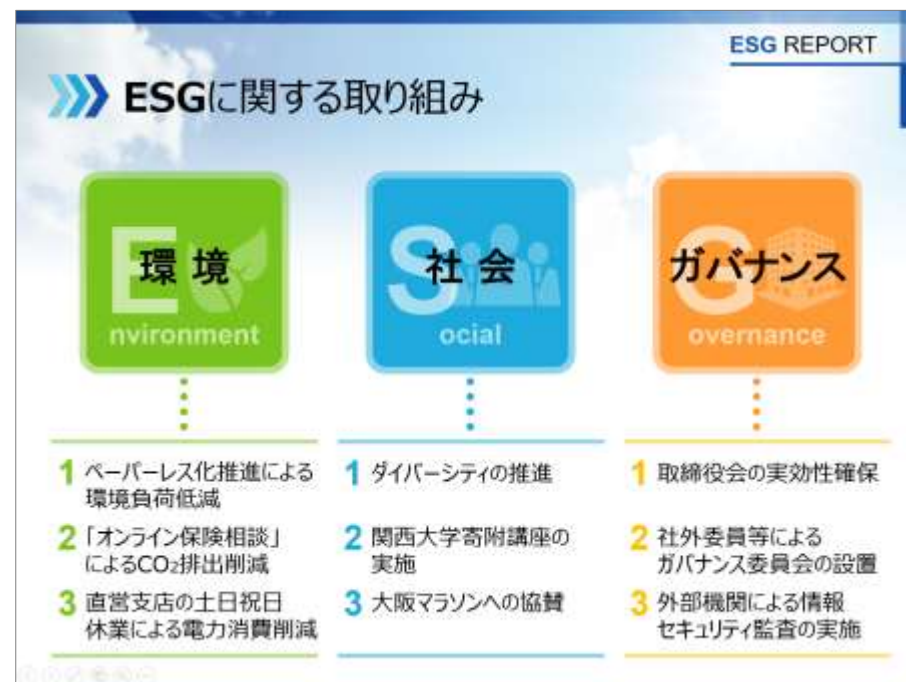 ESG REPORT
ESGに関する取り組み
環境
Environment
社会
Social
ガバナンス
Governance
1 ペーパーレス化推進による
環境負荷低減
2 「オンライン保険相談」
によるCO₂排出削減
3 直営支店の土日祝日
休業による電力消費削減
1 ダイバーシティの推進
2 関西大学寄附講座の
実施
3 大阪マラソンへの協賛
1 取締役会の実効性確保
2 社外委員等による
ガバナンス委員会の設置
3 外部機関による情報
セキュリティ監査の実施